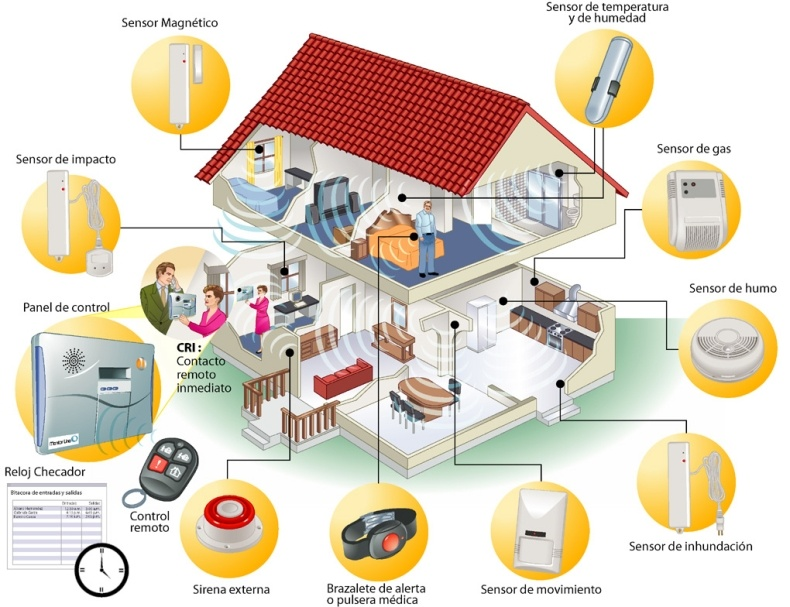 Sensor Magnético
Sensor de temperatura
y de humedad
Sensor de impacto
Sensor de gas
Panel de control
CRI :
Contacto
remoto
inmediato
Sensor de humo
Reloj Checador
Bitacora de entradas y salidas
Control
remoto
Sirena externa
Brazalete de alerta
o pulsera médica
Sensor de movimiento
Sensor de inhundación